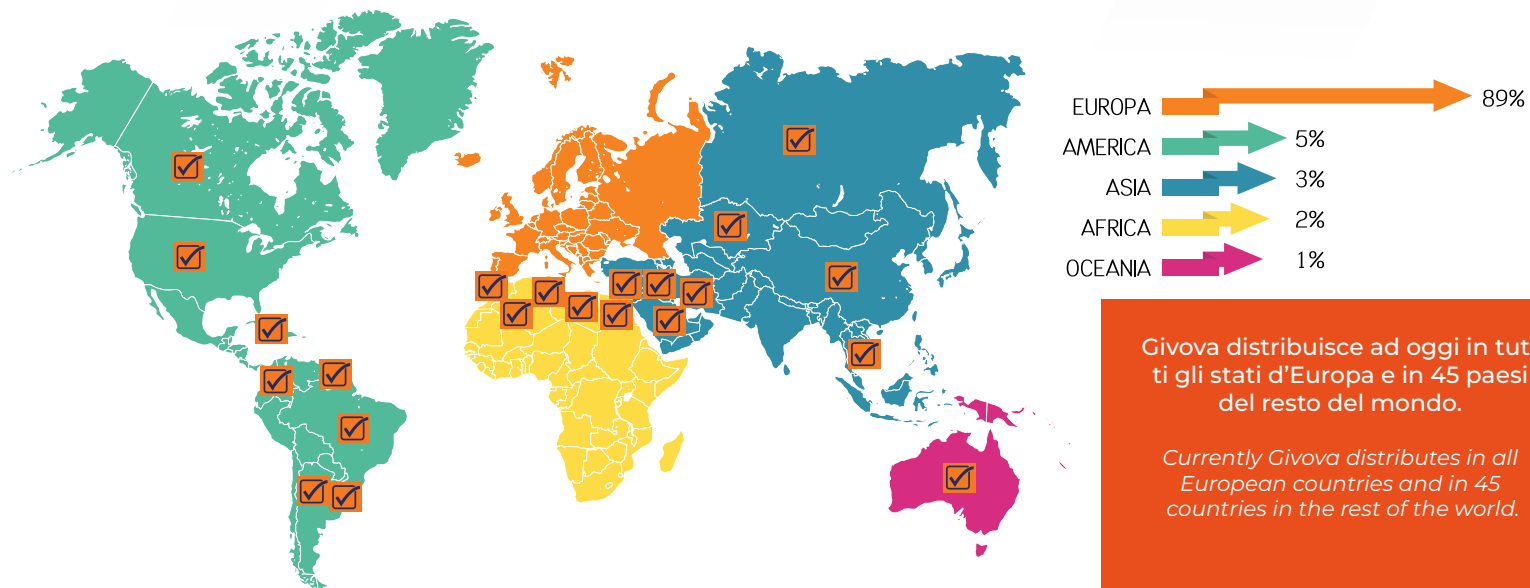 EUROPA 89%
AMERICA 5%
ASIA 3%
AFRICA 2%
OCEANIA 1%
Givova distribuisce ad oggi in tut
ti gli stati d’Europa e in 45 paesi
del resto del mondo.
Currently Givova distributes in all
European countries and in 45
countries in the rest of the world.